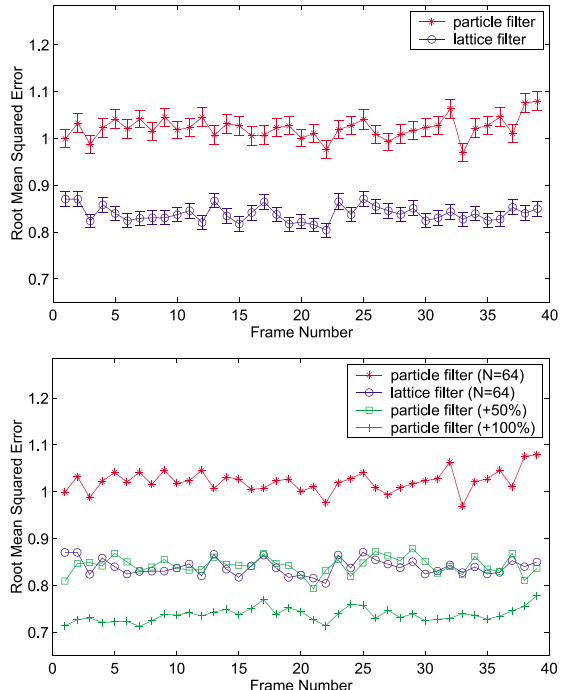 particle filter
lattice filter
Root Mean Squared Error
1.2
1.1
1
0.9
0.8
0.7
0 5 10 15 20 25 30 35 40
Frame Number
particle filter (N=64)
lattice filter (N=64)
particle filter (+50%)
particle filter (+100%)
Root Mean Squared Error
1.2
1.1
1
0.9
0.8
0.7
0 5 10 15 20 25 30 35 40
Frame Number